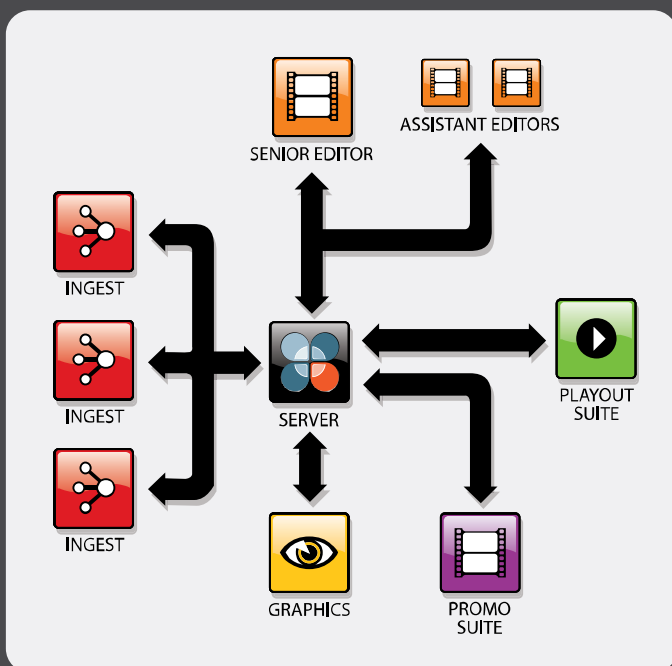 SENIOR EDITOR
ASSISTANT EDITORS
INGEST
INGEST
INGEST
SERVER
PLAYOUT
SUITE
GRAPHICS
PROMO
SUITE